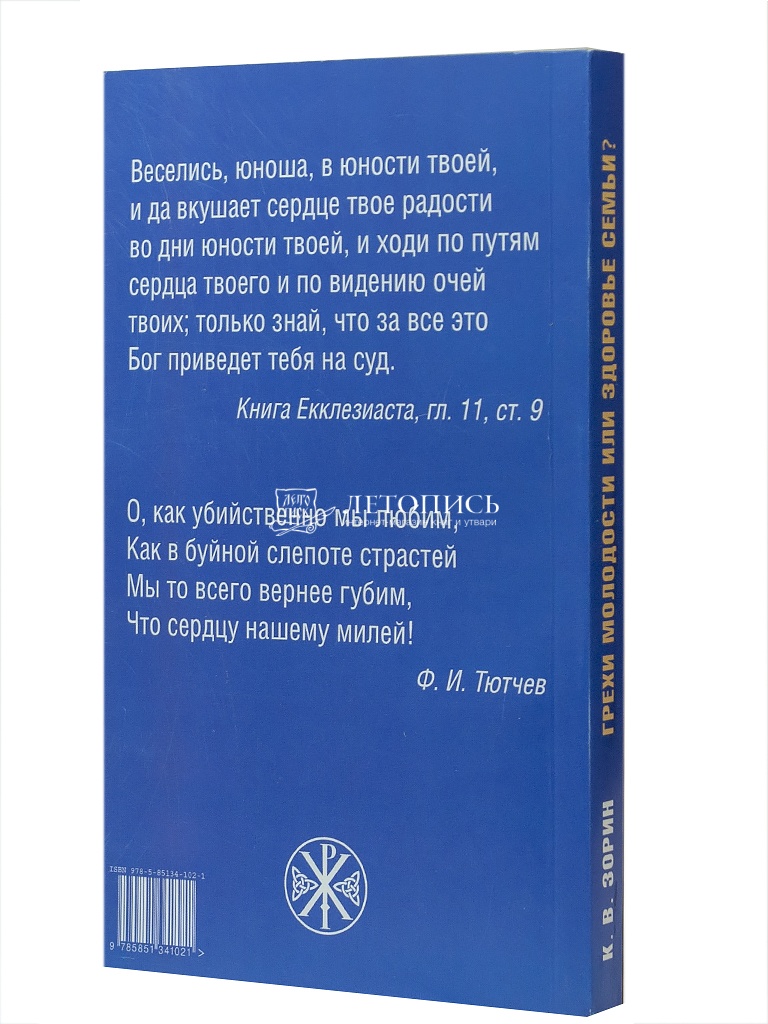 Веселись, юноша, в юности твоей,
и да вкушает сердце твое радости
во дни юности твоей, и ходи по путям
сердца твоего и по видению очей
твоих; только знай, что за все это
Бог приведет тебя на суд.
Книга Екклезиаста, гл. 11, ст. 9
ЛЕТОПИСЬ
О, как убийственно мы любим,
Как в буйной слепоте страстей
Мы то всего вернее губим,
Что сердцу нашему милей!
Ф. И. Тютчев
ISBN 978-5-85134-102-1
9 785851 341021 >
К. В. ЗОРИН ГРЕХИ МОЛОДОСТИ ИЛИ ЗДОРОВЬЕ СЕМЬИ?